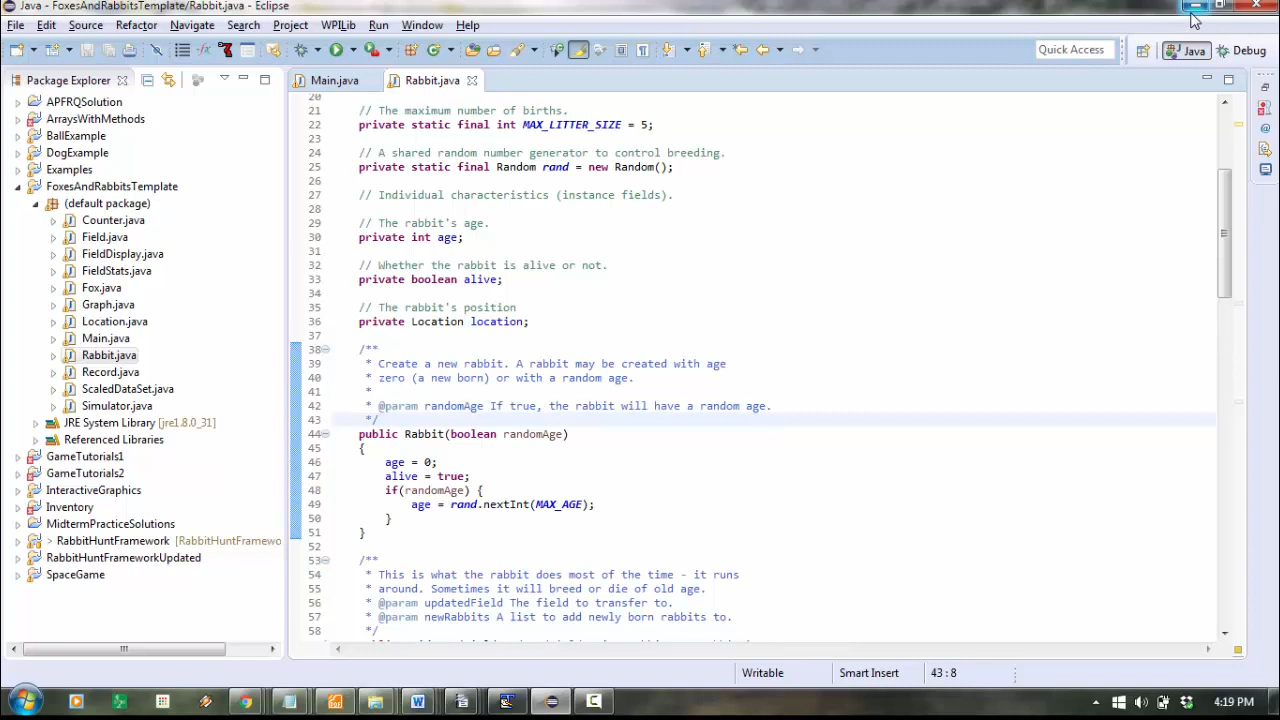 Java - FoxesAndRabbitsTemplate/Rabbit.java - Eclipse
File Edit Source Refactor Navigate Search Project WPILib Run Window Help
Quick Access
Java
Debug
Package Explorer
APFRQSolution
ArraysWithMethods
BallExample
DogExample
Examples
FoxesAndRabbitsTemplate
(default package)
Counter.java
Field.java
FieldDisplay.java
FieldStats.java
Fox.java
Graph.java
Location.java
Main.java
Rabbit.java
Record.java
ScaledDataSet.java
Simulator.java
JRE System Library [jre1.8.0_31]
Referenced Libraries
GameTutorials1
GameTutorials2
InteractiveGraphics
Inventory
MidtermPracticeSolutions
> RabbitHuntFramework [RabbitHuntFramewo
RabbitHuntFrameworkUpdated
SpaceGame
Main.java
Rabbit.java
20
21 // The maximum number of births.
22 private static final int MAX_LITTER_SIZE = 5;
23
24 // A shared random number generator to control breeding.
25 private static final Random rand = new Random();
26
27 // Individual characteristics (instance fields).
28
29 // The rabbit's age.
30 private int age;
31
32 // Whether the rabbit is alive or not.
33 private boolean alive;
34
35 // The rabbit's position
36 private Location location;
37
38 /**
39 * Create a new rabbit. A rabbit may be created with age
40 * zero (a new born) or with a random age.
41 *
42 * @param randomAge If true, the rabbit will have a random age.
43 */
44 public Rabbit(boolean randomAge)
45 {
46 age = 0;
47 alive = true;
48 if(randomAge) {
49 age = rand.nextInt(MAX_AGE);
50 }
51 }
52
53 /**
54 * This is what the rabbit does most of the time - it runs
55 * around. Sometimes it will breed or die of old age.
56 * @param updatedField The field to transfer to.
57 * @param newRabbits A list to add newly born rabbits to.
58 */
Writable
Smart Insert
43 : 8
4:19 PM